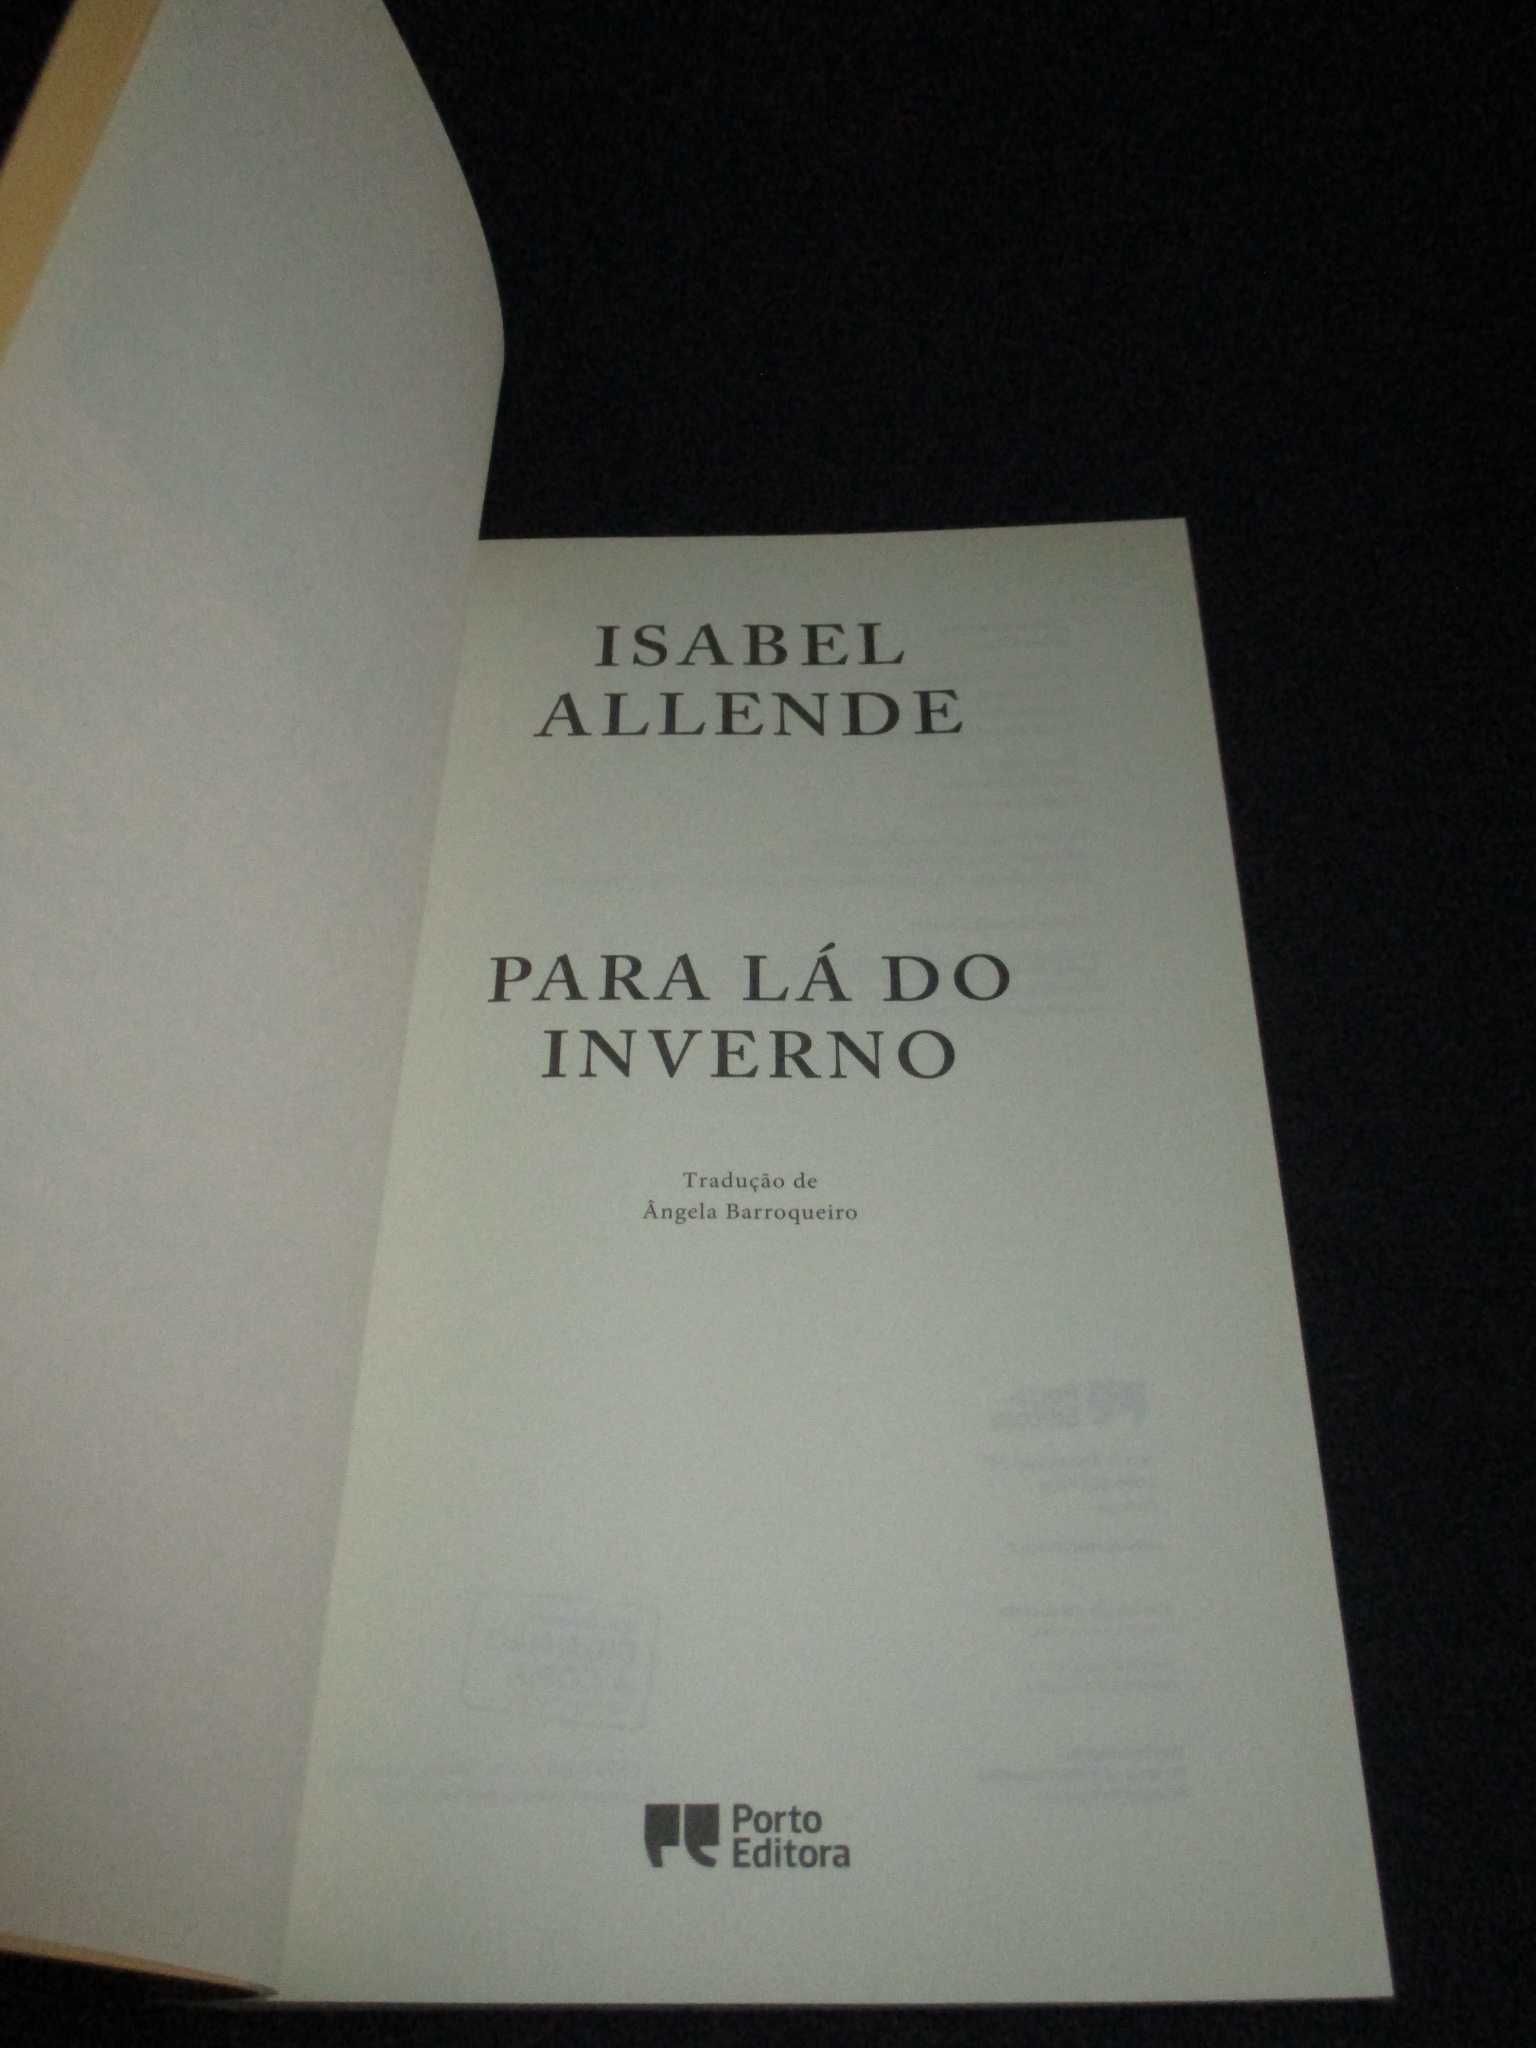 ISABEL
ALLENDE
PARA LÁ DO
INVERNO
Tradução de
Ângela Barroqueiro
Porto
Editora